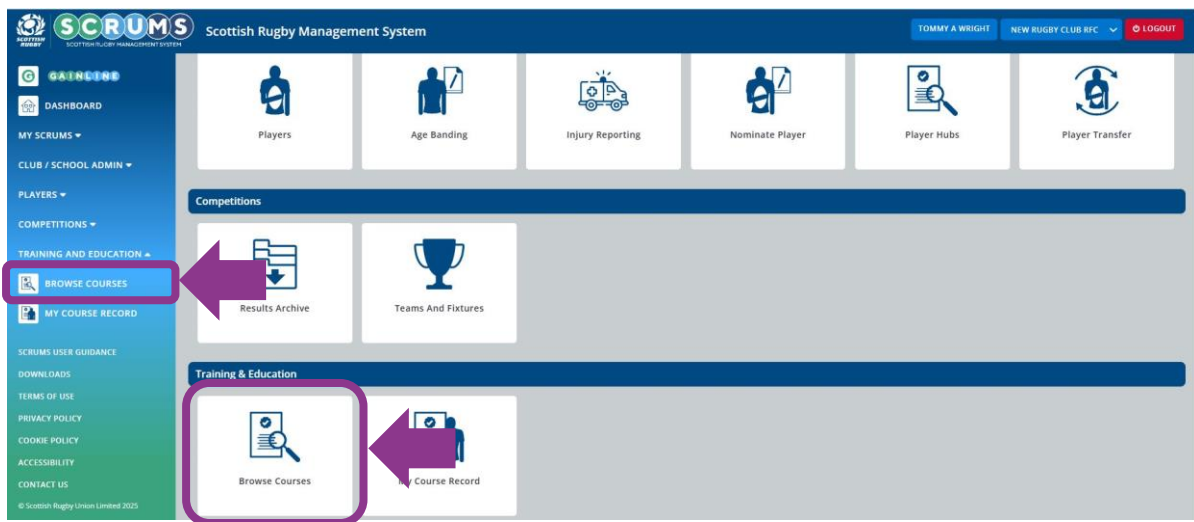 SCOTTISH RUGBY
SCRUMS
SCOTTISH RUGBY MANAGEMENT SYSTEM
Scottish Rugby Management System
TOMMY A WRIGHT
NEW RUGBY CLUB RFC
LOGOUT
G GAINLINE
DASHBOARD
MY SCRUMS
CLUB / SCHOOL ADMIN
PLAYERS
COMPETITIONS
TRAINING AND EDUCATION
BROWSE COURSES
MY COURSE RECORD
SCRUMS USER GUIDANCE
DOWNLOADS
TERMS OF USE
PRIVACY POLICY
COOKIE POLICY
ACCESSIBILITY
CONTACT US
© Scottish Rugby Union Limited 2025
Players
Age Banding
Injury Reporting
Nominate Player
Player Hubs
Player Transfer
Competitions
Results Archive
Teams And Fixtures
Training & Education
Browse Courses
My Course Record